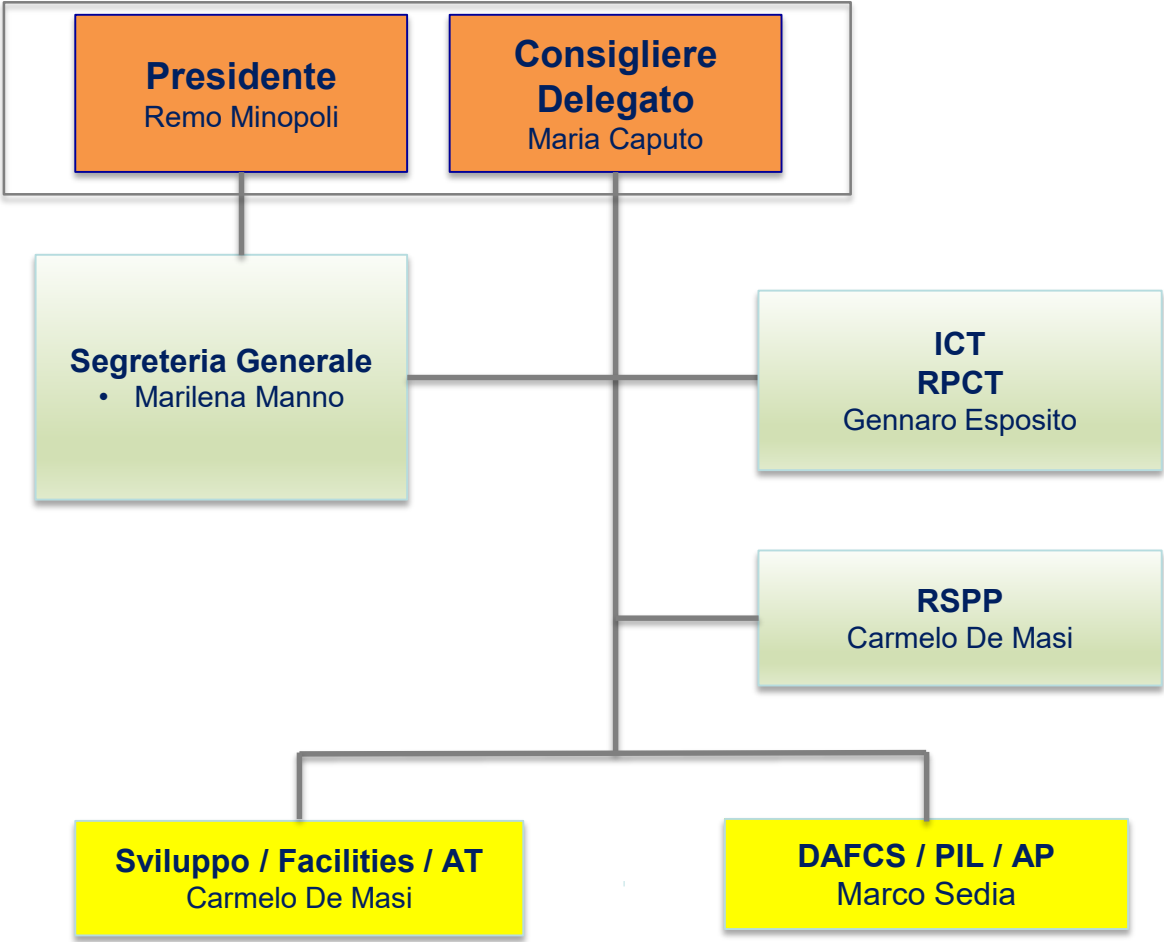 Presidente
Remo Minopoli
Consigliere
Delegato
Maria Caputo
Segreteria Generale
• Marilena Manno
ICT
RPCT
Gennaro Esposito
RSPP
Carmelo De Masi
Sviluppo / Facilities / AT
Carmelo De Masi
DAFCS / PIL / AP
Marco Sedia